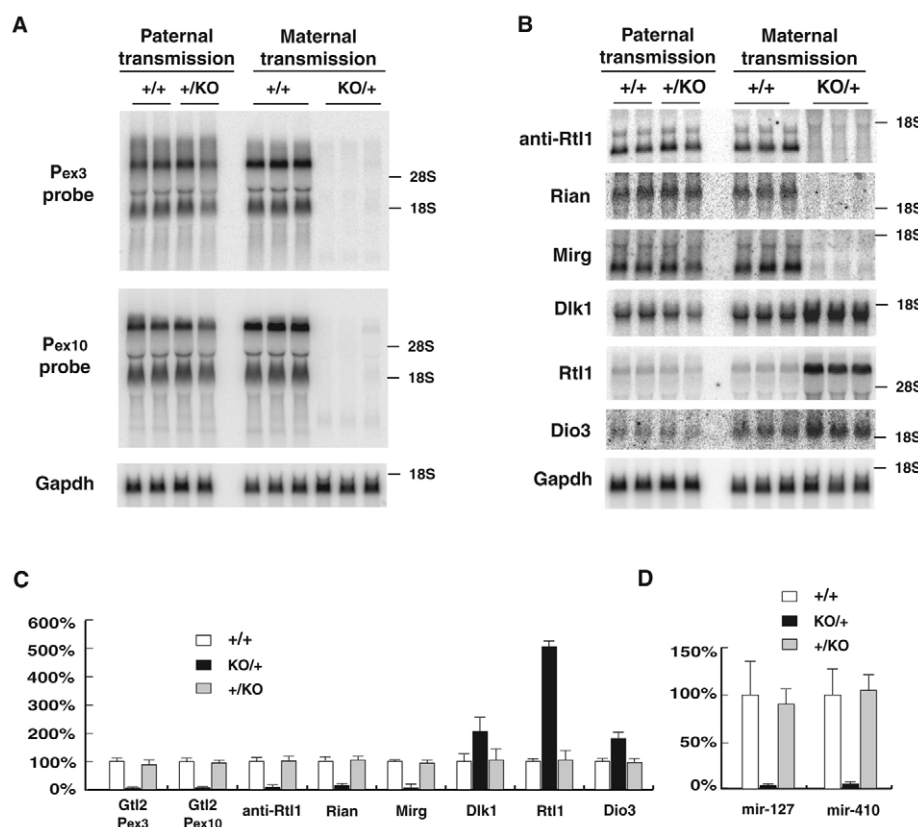 A
Paternal transmission
Maternal transmission
+/+ +/KO +/+ KO/+
Pex3 probe
28S
18S
Pex10 probe
28S
18S
Gapdh
18S
B
Paternal transmission
Maternal transmission
+/+ +/KO +/+ KO/+
anti-Rtl1
18S
Rian
18S
Mirg
18S
Dlk1
18S
Rtl1
28S
Dio3
18S
Gapdh
18S
C
+/+
KO/+
+/KO
600%
500%
400%
300%
200%
100%
0%
Gtl2 Pex3
Gtl2 Pex10
anti-Rtl1
Rian
Mirg
Dlk1
Rtl1
Dio3
D
+/+
KO/+
+/KO
150%
100%
50%
0%
mir-127
mir-410